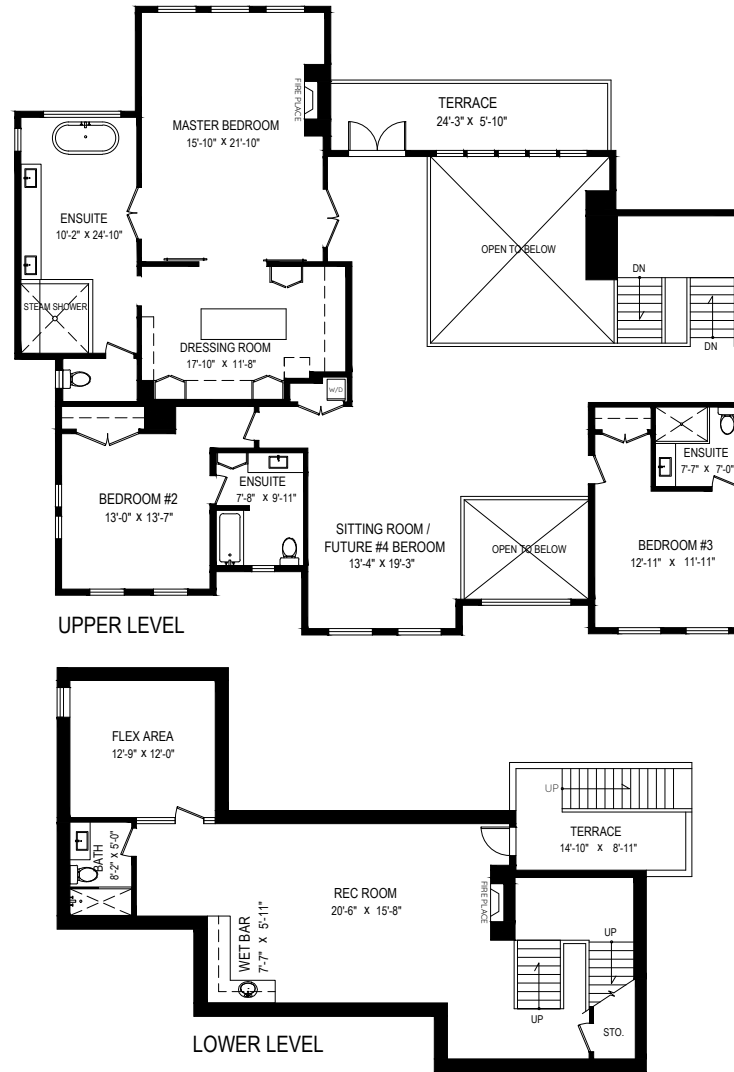 FIRE PLACE
MASTER BEDROOM
15'-10" X 21'-10"
TERRACE
24'-3" X 5'-10"
ENSUITE
10'-2" X 24'-10"
OPEN TO BELOW
DN
DN
STEAM SHOWER
DRESSING ROOM
17'-10" X 11'-8"
W/D
BEDROOM #2
13'-0" X 13'-7"
ENSUITE
7'-8" X 9'-11"
SITTING ROOM /
FUTURE #4 BEROOM
13'-4" X 19'-3"
OPEN TO BELOW
ENSUITE
7'-7" X 7'-0"
BEDROOM #3
12'-11" X 11'-11"
UPPER LEVEL
FLEX AREA
12'-9" X 12'-0"
UP
TERRACE
14'-10" X 8'-11"
BATH
8'-2" X 5'-0"
REC ROOM
20'-6" X 15'-8"
FIRE PLACE
WET BAR
7'-7" X 5'-11"
UP
UP
STO.
LOWER LEVEL